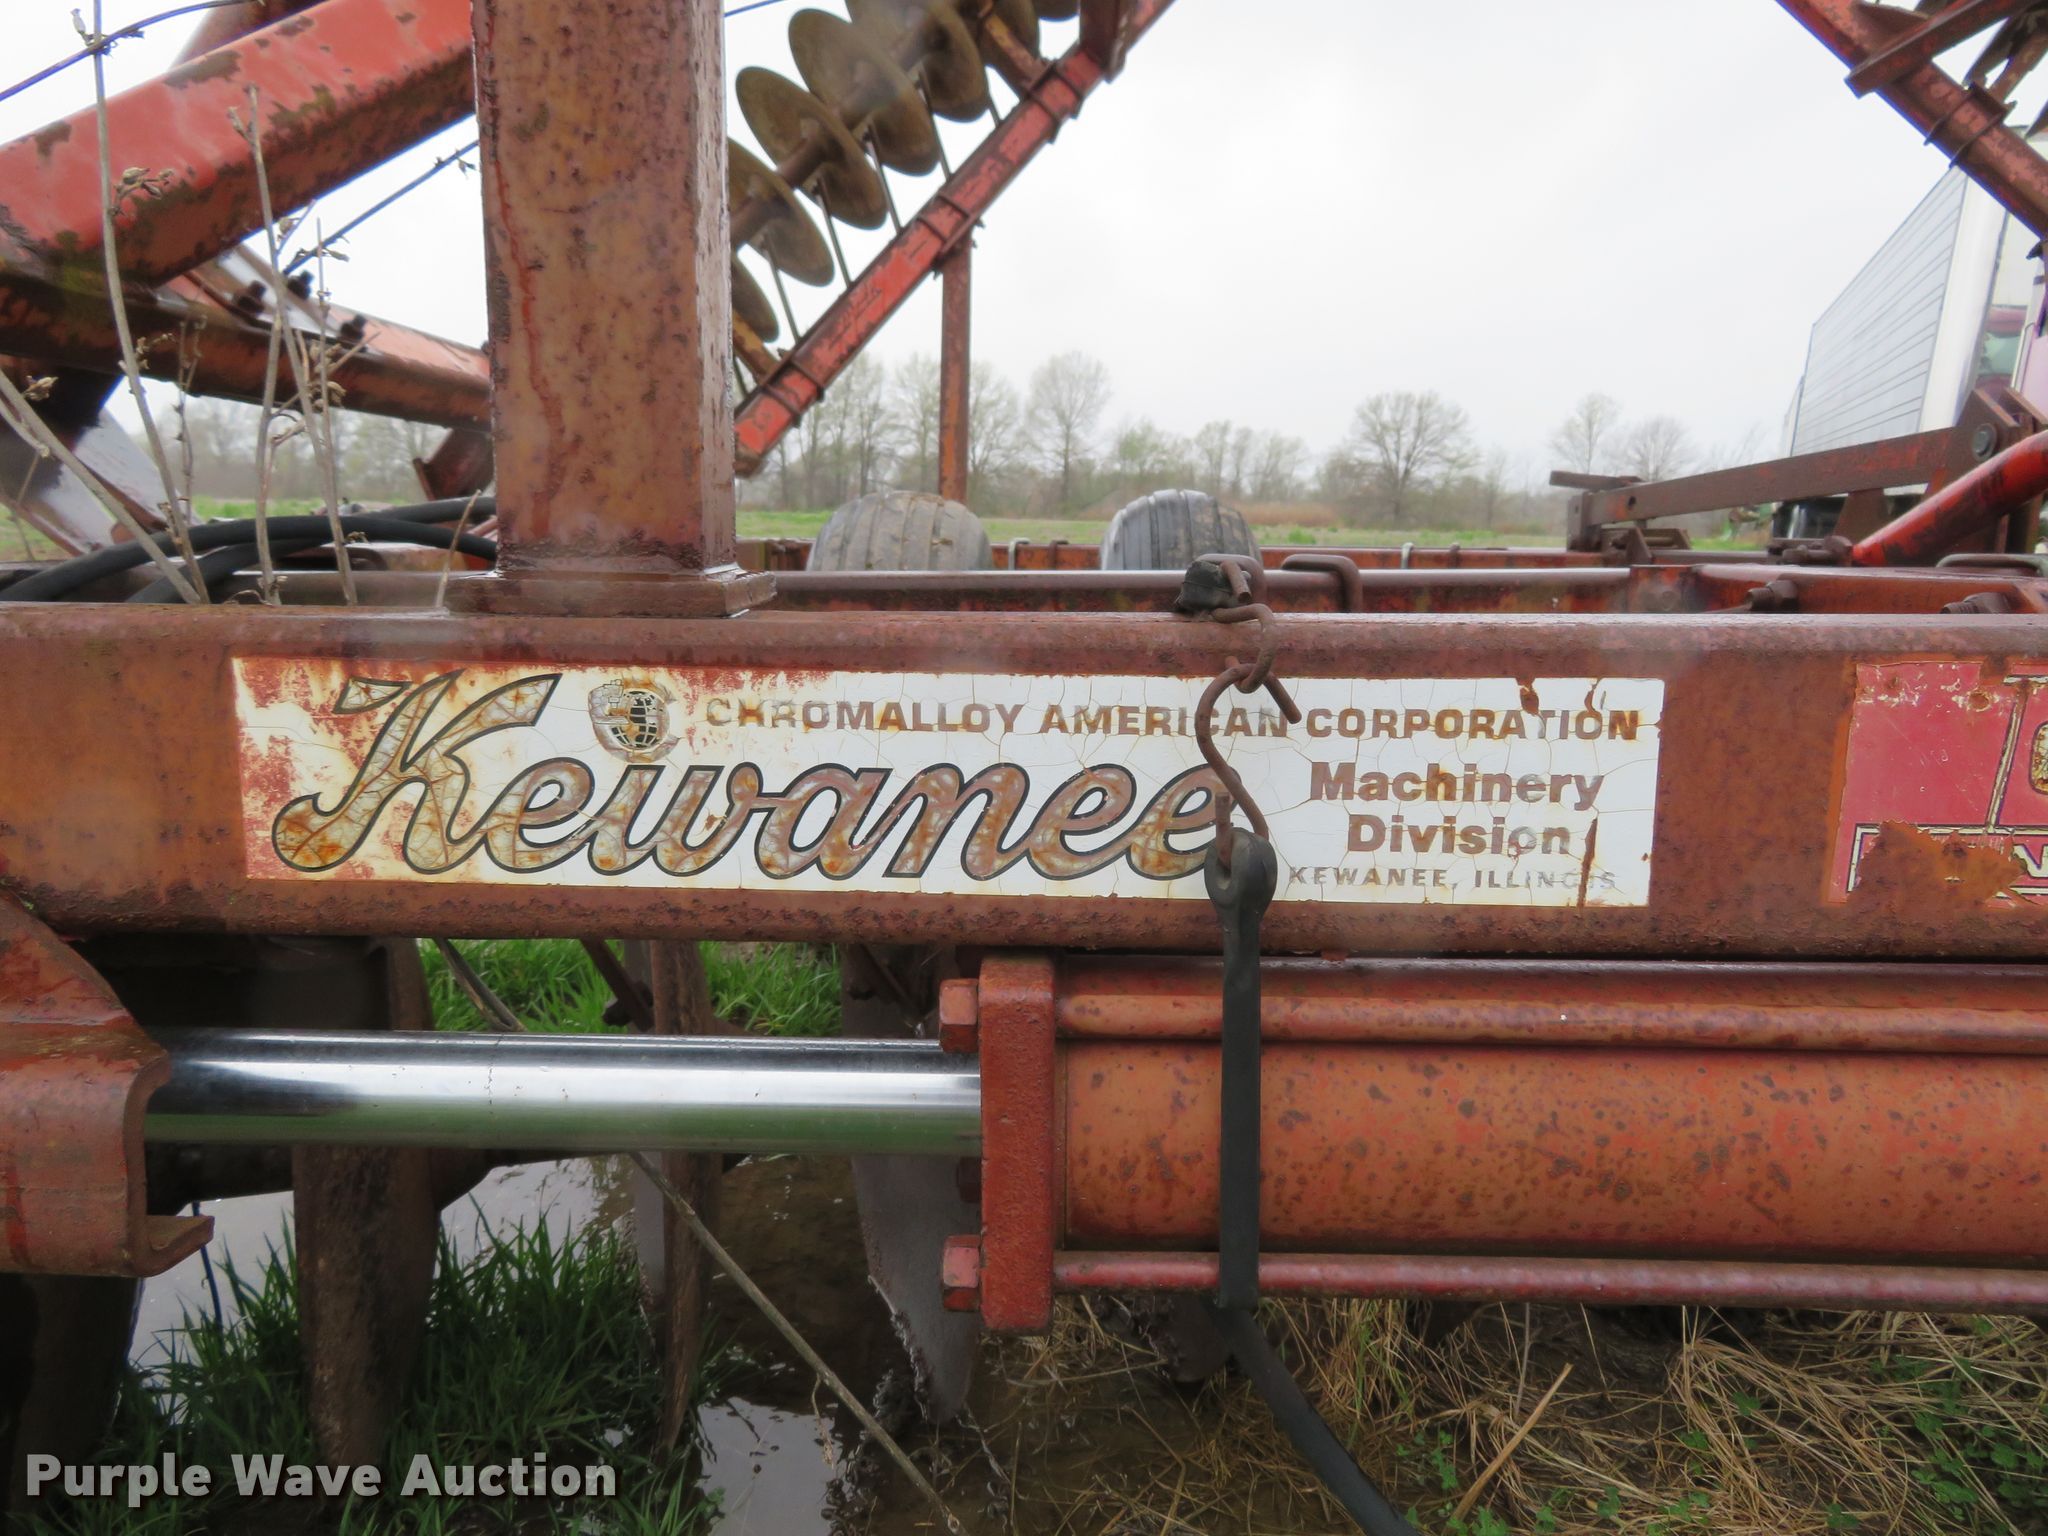 CHROMALLOY AMERICAN CORPORATION
Kewanee
Machinery
Division
KEWANEE, ILLINOIS
Purple Wave Auction